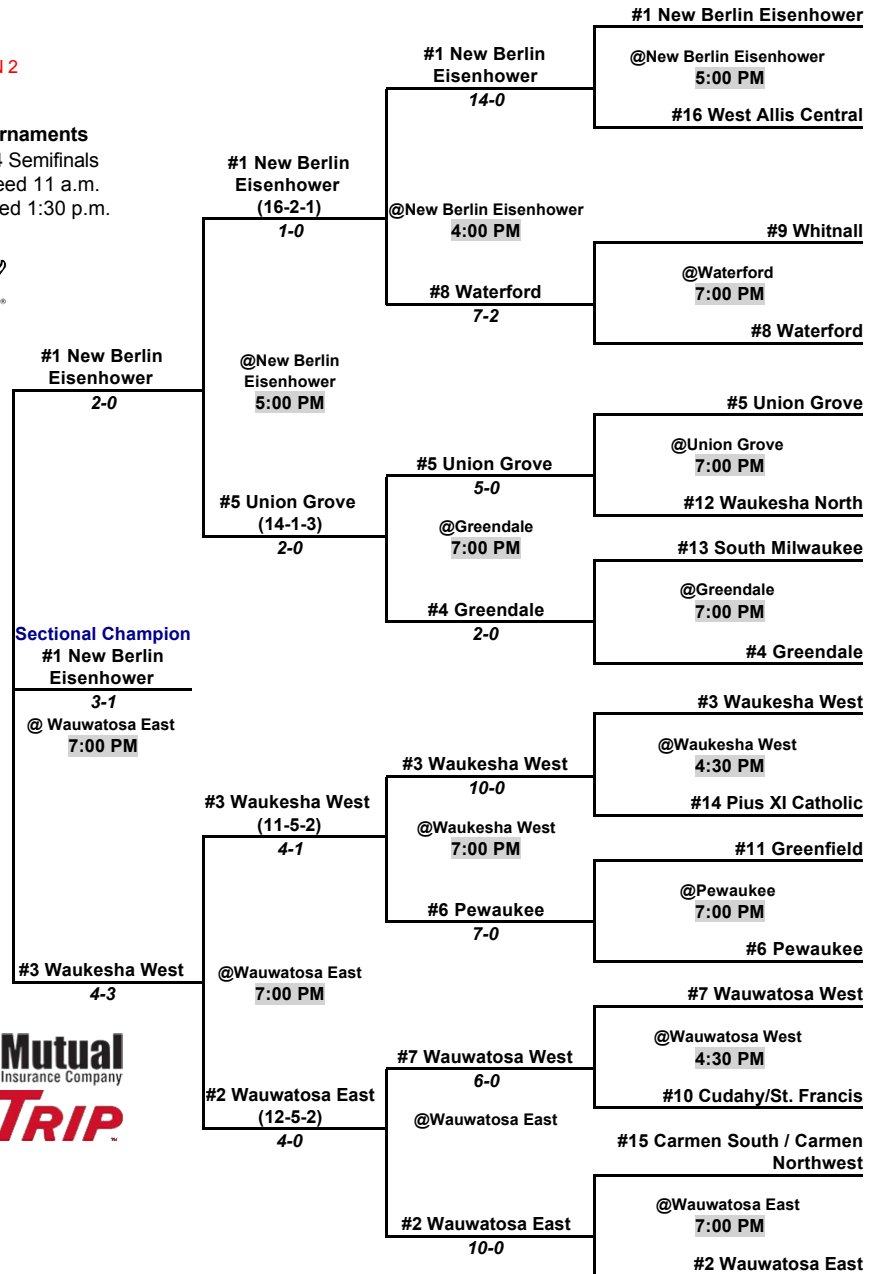 #1 New Berlin Eisenhower
@New Berlin Eisenhower
5:00 PM
#16 West Allis Central
#9 Whitnall
@Waterford
7:00 PM
#8 Waterford
#5 Union Grove
@Union Grove
7:00 PM
#12 Waukesha North
#13 South Milwaukee
@Greendale
7:00 PM
#4 Greendale
#3 Waukesha West
@Waukesha West
4:30 PM
#14 Pius XI Catholic
#11 Greenfield
@Pewaukee
7:00 PM
#6 Pewaukee
#7 Wauwatosa West
@Wauwatosa West
4:30 PM
#10 Cudahy/St. Francis
#15 Carmen South / Carmen
Northwest
@Wauwatosa East
7:00 PM
#2 Wauwatosa East
#1 New Berlin
Eisenhower
14-0
@New Berlin Eisenhower
4:00 PM
#8 Waterford
7-2
#5 Union Grove
5-0
@Greendale
7:00 PM
#4 Greendale
2-0
#3 Waukesha West
10-0
@Waukesha West
7:00 PM
#6 Pewaukee
7-0
#7 Wauwatosa West
6-0
@Wauwatosa East
#2 Wauwatosa East
10-0
#1 New Berlin
Eisenhower
(16-2-1)
1-0
@New Berlin
Eisenhower
5:00 PM
#5 Union Grove
(14-1-3)
2-0
#3 Waukesha West
(11-5-2)
4-1
@Wauwatosa East
7:00 PM
#2 Wauwatosa East
(12-5-2)
4-0
2
rnaments
Semifinals
eed 11 a.m.
ed 1:30 p.m.
®
#1 New Berlin
Eisenhower
2-0
Sectional Champion
#1 New Berlin
Eisenhower
3-1
@ Wauwatosa East
7:00 PM
#3 Waukesha West
4-3
Mutual
Insurance Company
TRIP